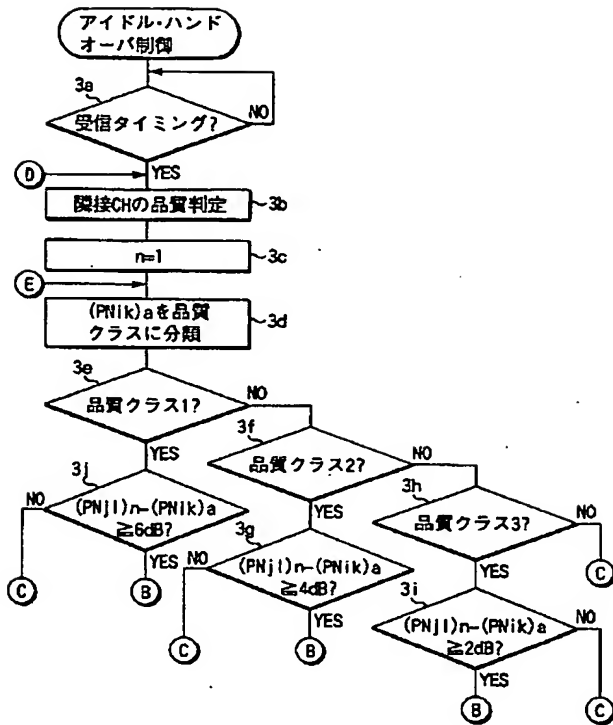 アイドル・ハンド
オーバ制御
3a
受信タイミング?
NO
YES
D
隣接CHの品質判定
3b
n=1
3c
E
(PNik)aを品質
クラスに分類
3d
3e
品質クラス1?
NO
YES
3f
品質クラス2?
NO
YES
3h
品質クラス3?
NO
YES
C
3j
(PNjl)n-(PNik)a
≧6dB?
NO
YES
C
B
3g
(PNjl)n-(PNik)a
≧4dB?
NO
YES
C
B
3i
(PNjl)n-(PNik)a
≧2dB?
NO
YES
B
C